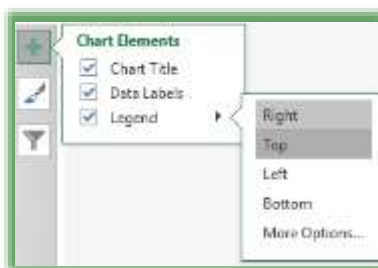 Chart Elements
Chart Title
Data Labels
Legend
Right
Top
Left
Bottom
More Options...